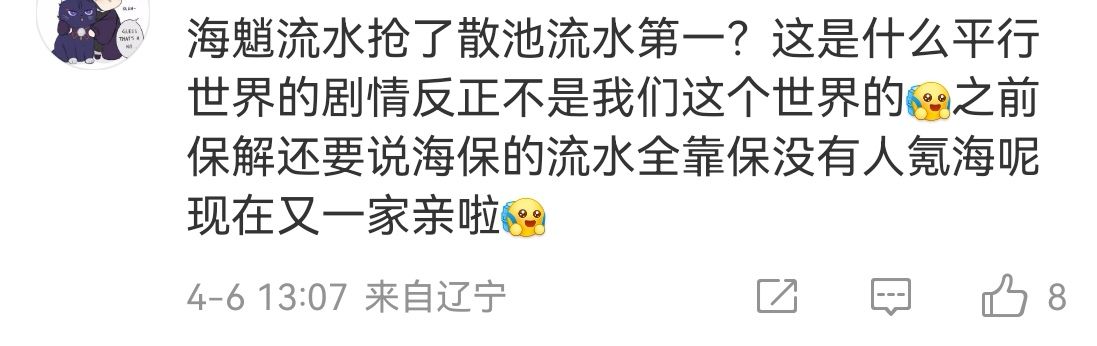 海魈流水抢了散池流水第一？这是什么平行
世界的剧情反正不是我们这个世界的之前
保解还要说海保的流水全靠保没有人氪海呢
现在又一家亲啦
4-6 13:07 来自辽宁
8